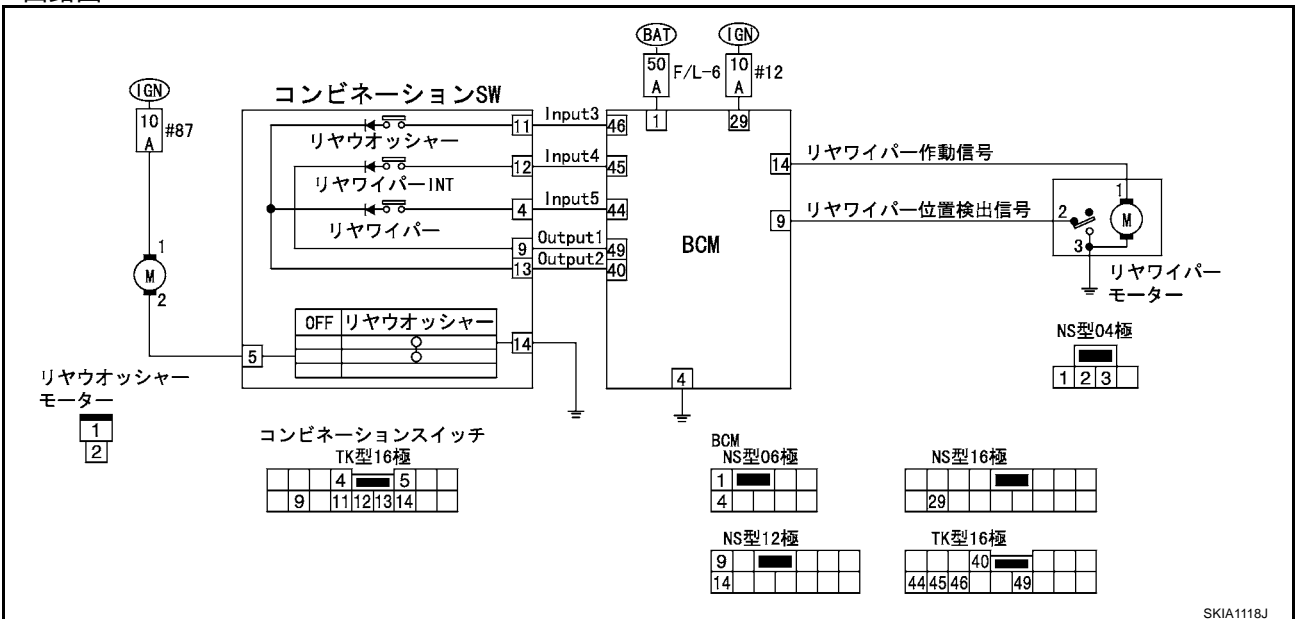 BAT
IGN
50
A
F/L-6
10
A
#12
IGN
10
A
#87
コンビネーションSW
1
29
11
Input3
46
リヤウオッシャー
12
Input4
45
リヤワイパーINT
4
Input5
44
リヤワイパー
9
Output1
49
13
Output2
40
BCM
14
リヤワイパー作動信号
9
リヤワイパー位置検出信号
1
2
3
M
リヤワイパー
モーター
1
M
2
OFF
リヤウオッシャー
5
14
4
リヤウオッシャー
モーター
1
2
NS型04極
1 2 3
コンビネーションスイッチ
TK型16極
4 5
9 11 12 13 14
BCM
NS型06極
1
4
NS型16極
29
NS型12極
9
14
TK型16極
40
44 45 46 49
SKIA1118J